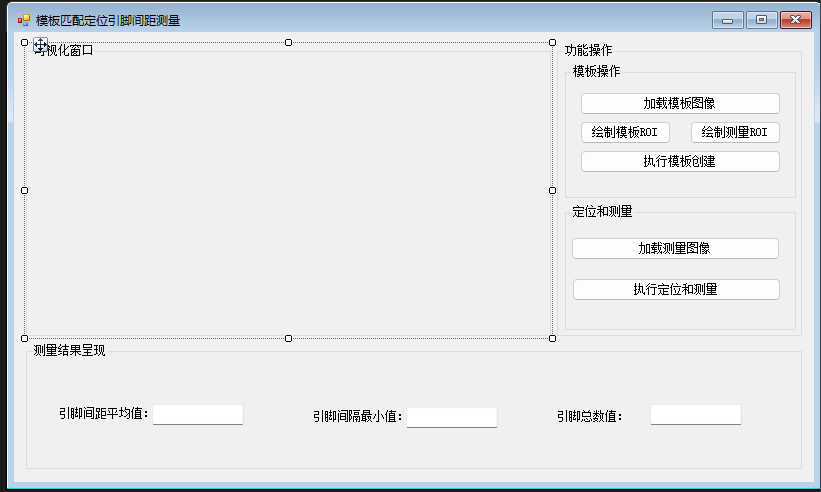 模板匹配定位引脚间距测量
可视化窗口
功能操作
模板操作
加载模板图像
绘制模板ROI
绘制测量ROI
执行模板创建
定位和测量
加载测量图像
执行定位和测量
测量结果呈现
引脚间距平均值：
引脚间隔最小值：
引脚总数值：